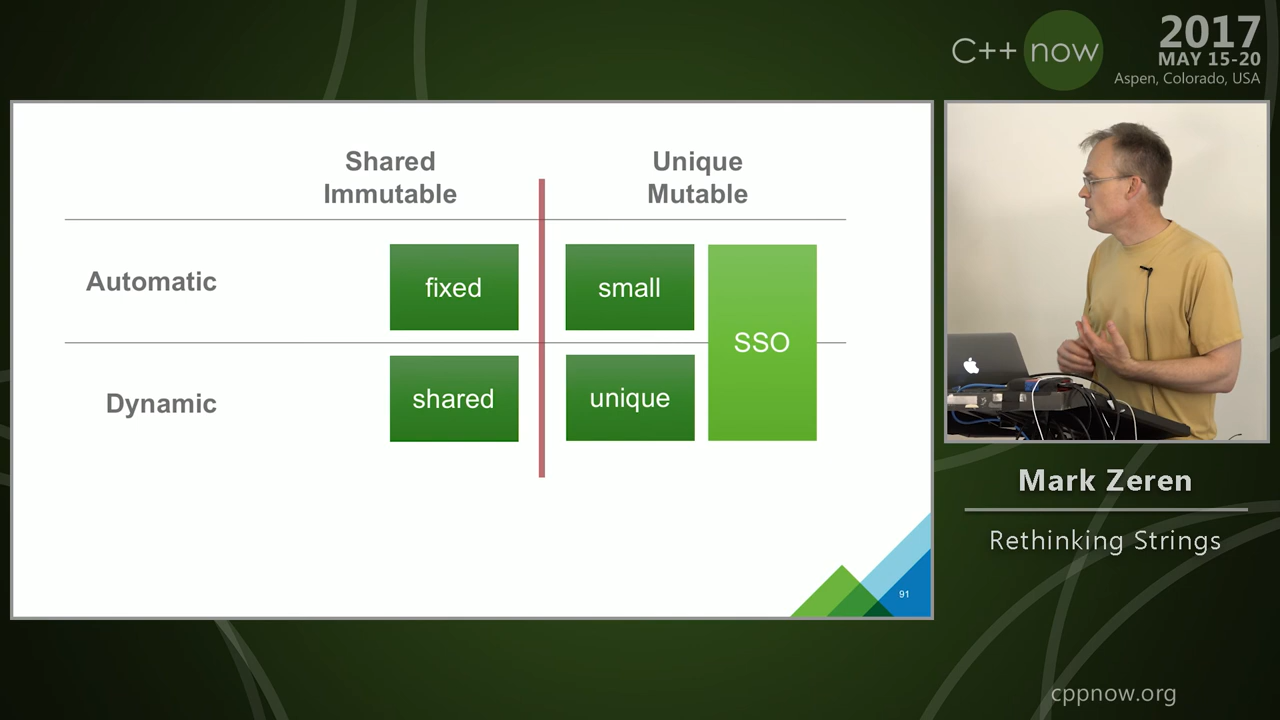 C++ now
2017
MAY 15-20
Aspen, Colorado, USA
Shared
Immutable
Unique
Mutable
Automatic
fixed
small
SSO
Dynamic
shared
unique
91
Mark Zeren
Rethinking Strings
cppnow.org